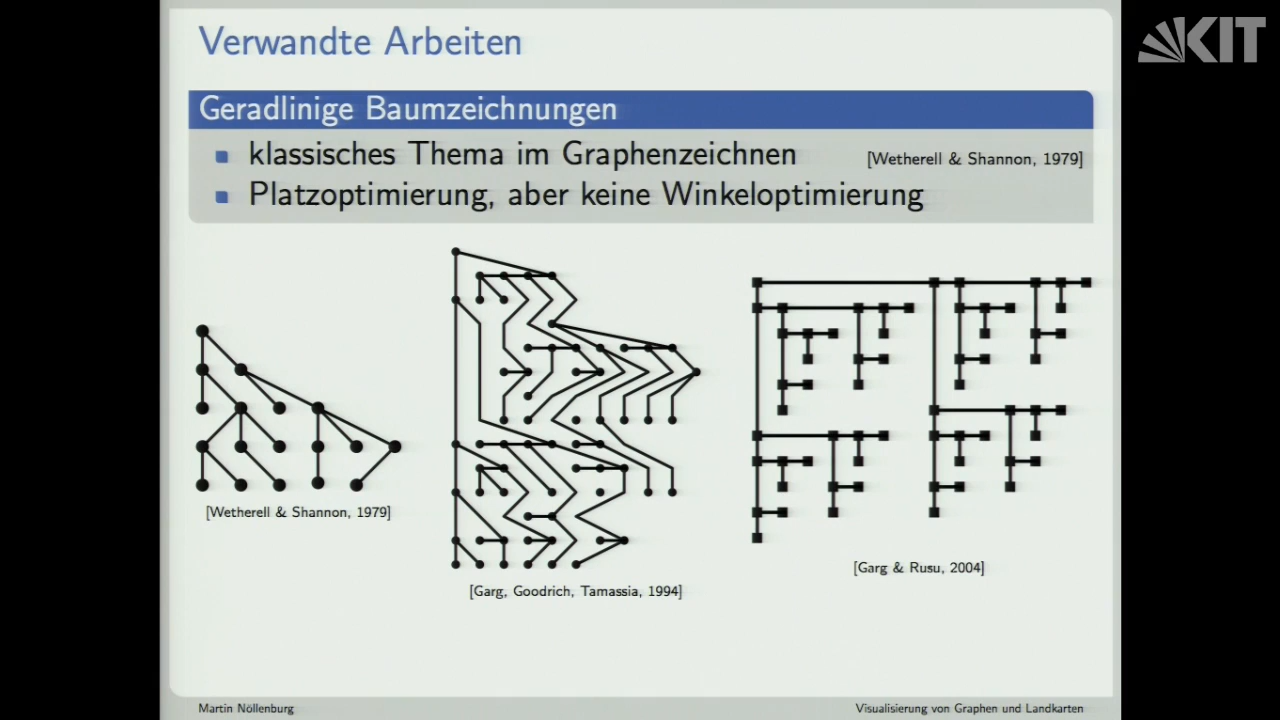 KIT
Verwandte Arbeiten
Geradlinige Baumzeichnungen
klassisches Thema im Graphenzeichnen [Wetherell & Shannon, 1979]
Platzoptimierung, aber keine Winkeloptimierung
[Wetherell & Shannon, 1979]
[Garg, Goodrich, Tamassia, 1994]
[Garg & Rusu, 2004]
Martin Nöllenburg Visualisierung von Graphen und Landkarten